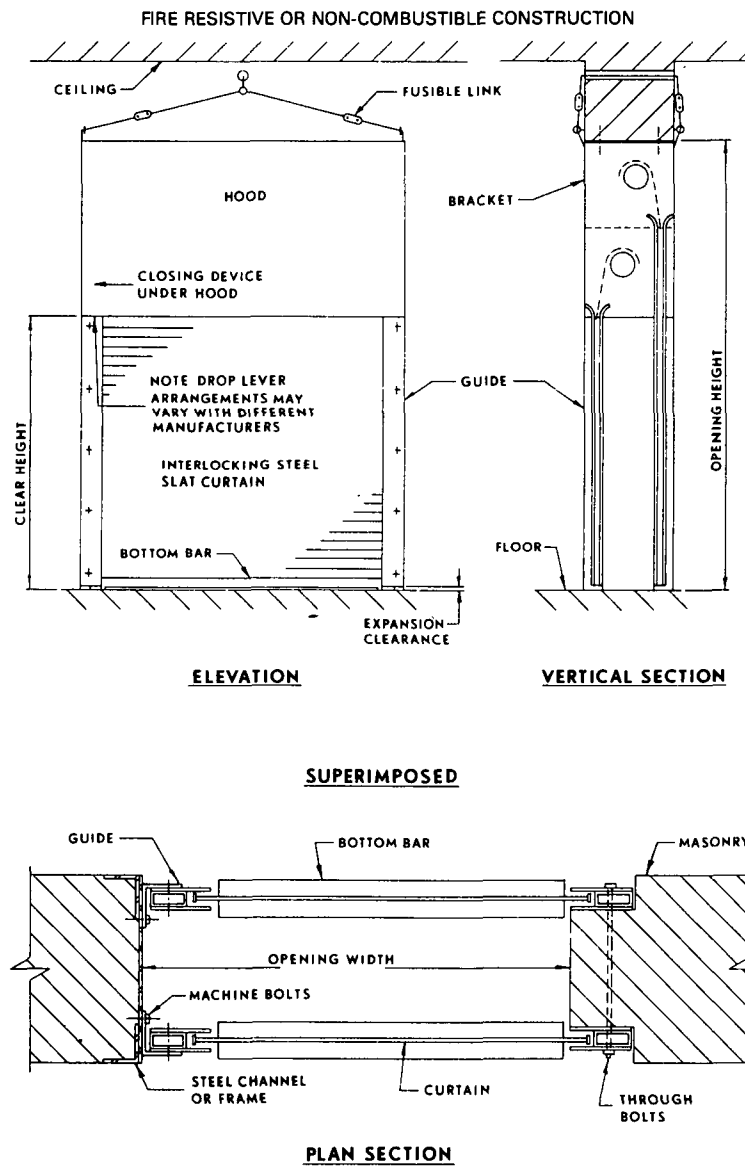 FIRE RESISTIVE OR NON-COMBUSTIBLE CONSTRUCTION
CEILING
FUSIBLE LINK
HOOD
BRACKET
CLOSING DEVICE
UNDER HOOD
NOTE DROP LEVER
ARRANGEMENTS MAY
VARY WITH DIFFERENT
MANUFACTURERS
GUIDE
CLEAR HEIGHT
OPENING HEIGHT
INTERLOCKING STEEL
SLAT CURTAIN
BOTTOM BAR
FLOOR
EXPANSION
CLEARANCE
ELEVATION
VERTICAL SECTION
SUPERIMPOSED
GUIDE
BOTTOM BAR
MASONRY
OPENING WIDTH
MACHINE BOLTS
STEEL CHANNEL
OR FRAME
CURTAIN
THROUGH
BOLTS
PLAN SECTION